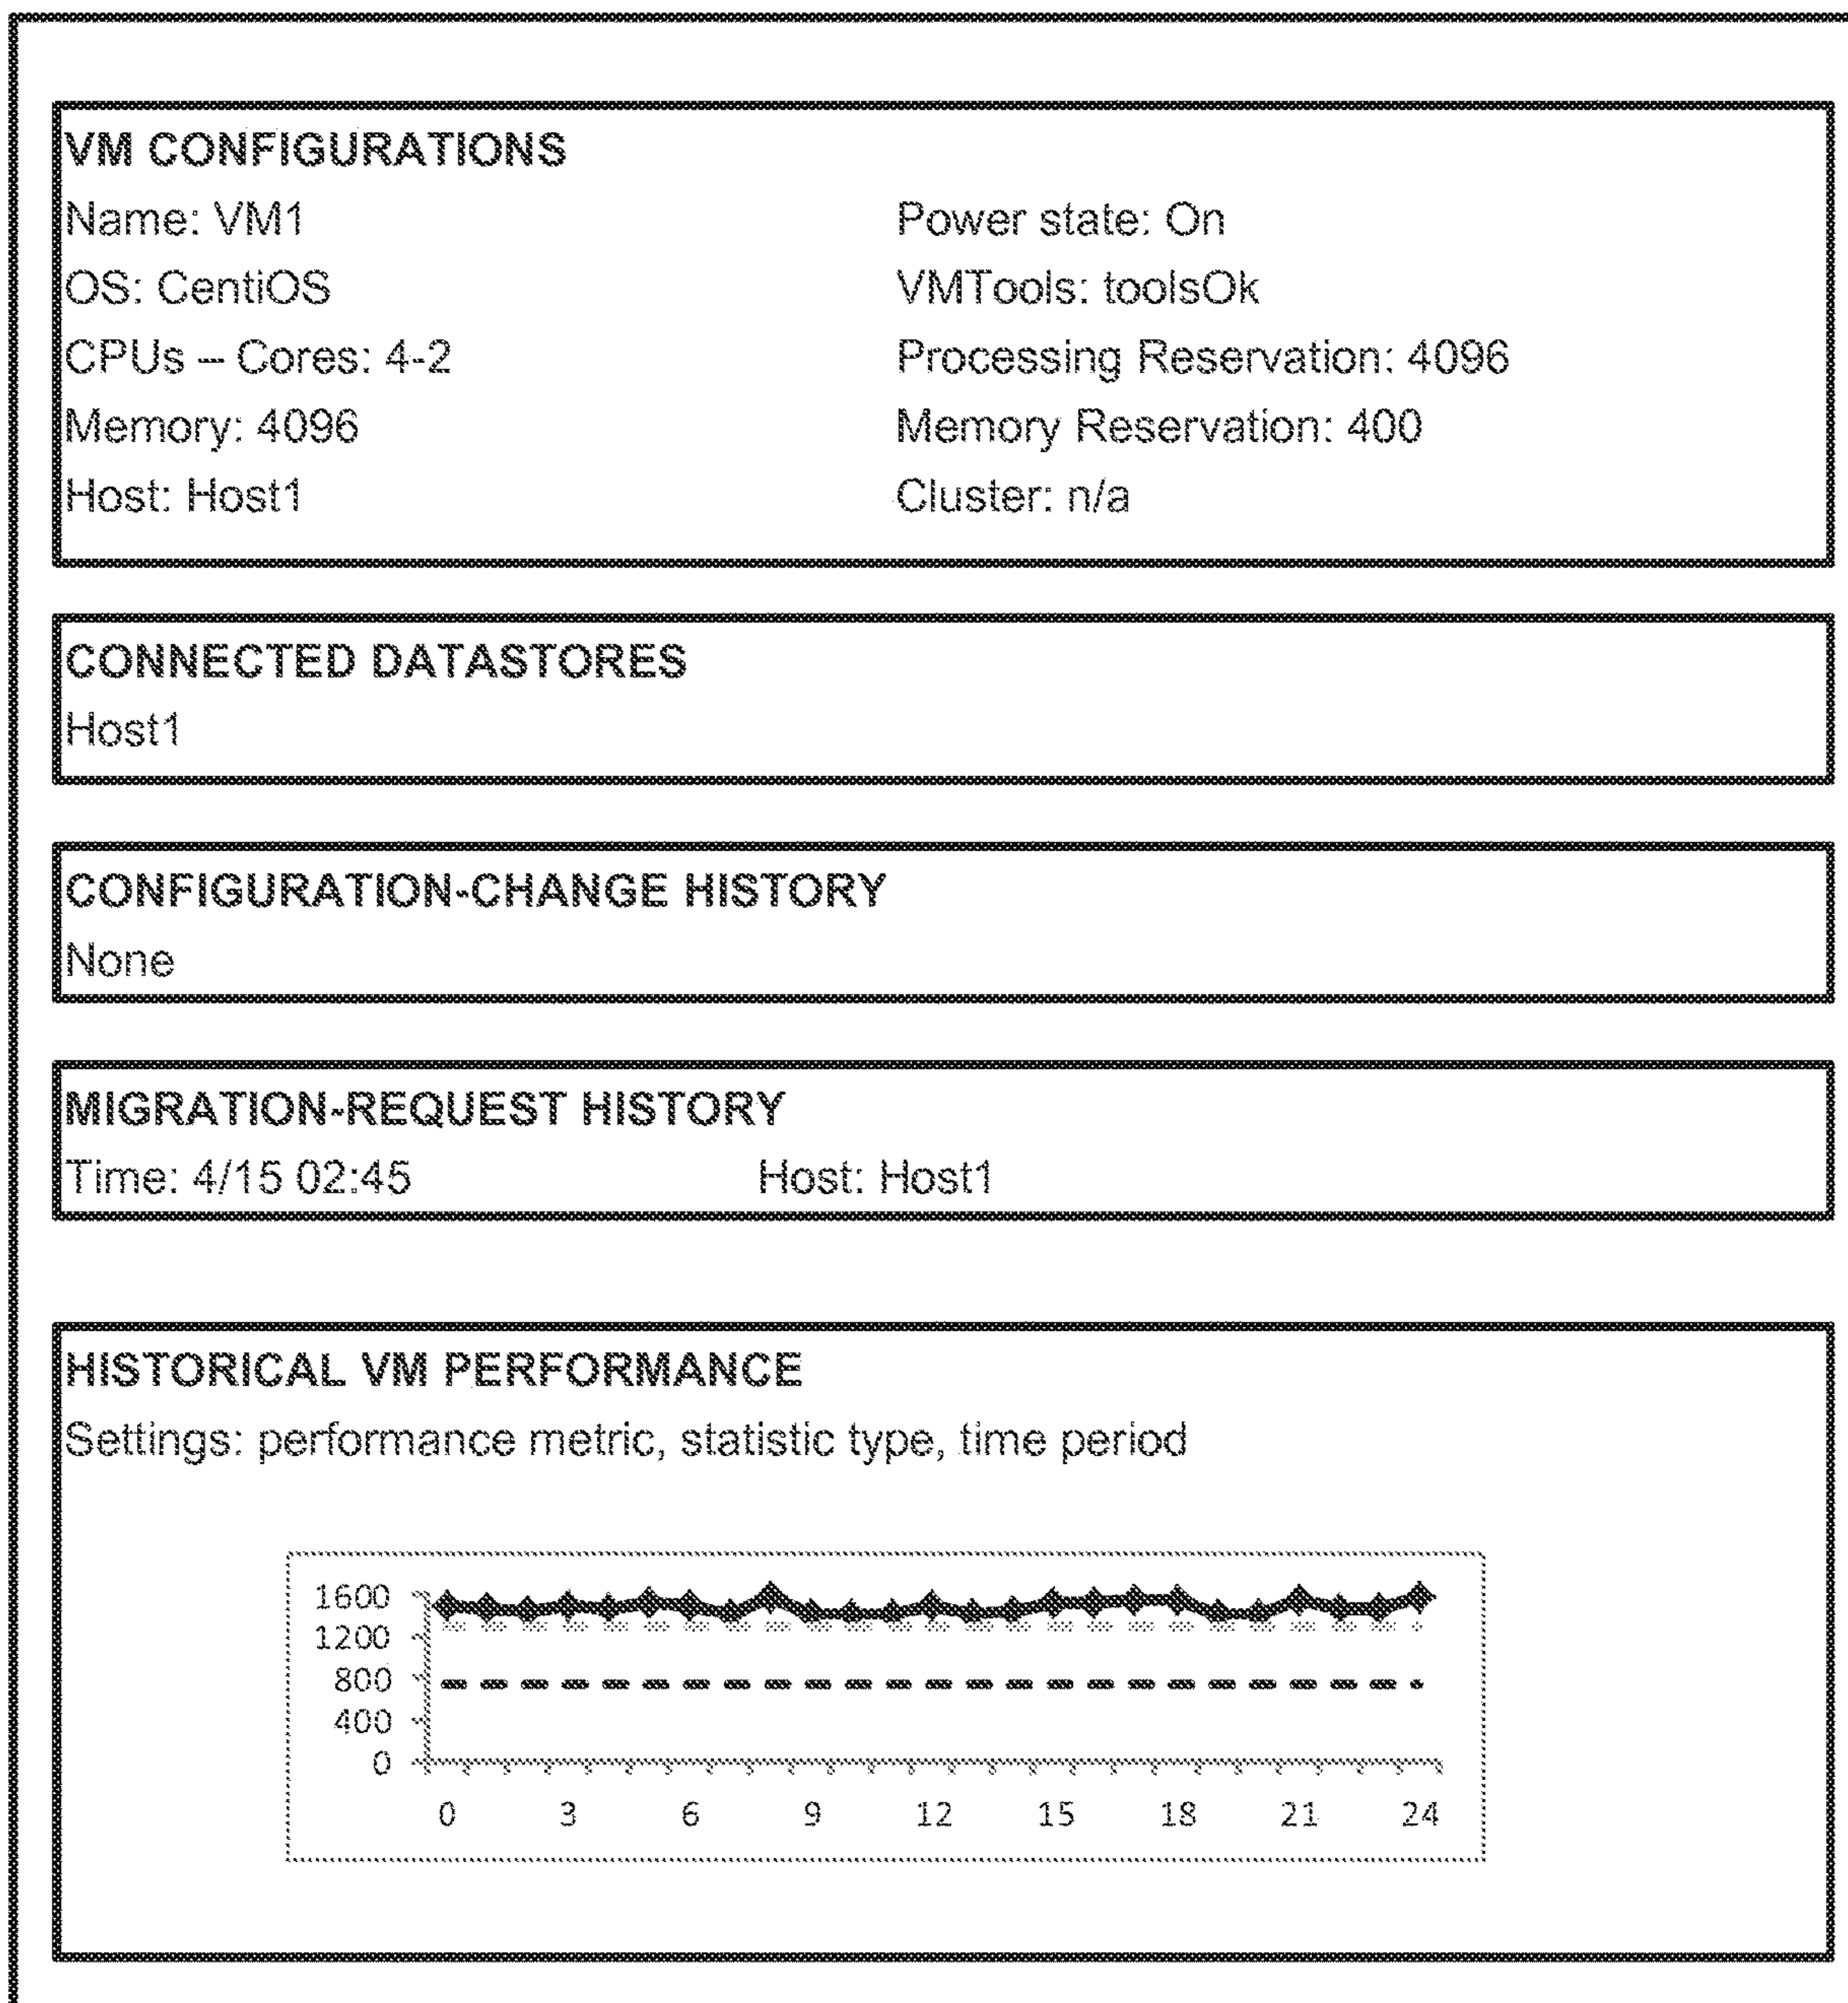 VM CONFIGURATIONS
Name: VM1 Power state: On
OS: CentiOS VMTools: toolsOk
CPUs – Cores: 4-2 Processing Reservation: 4096
Memory: 4096 Memory Reservation: 400
Host: Host1 Cluster: n/a
CONNECTED DATASTORES
Host1
CONFIGURATION-CHANGE HISTORY
None
MIGRATION-REQUEST HISTORY
Time: 4/15 02:45 Host: Host1
HISTORICAL VM PERFORMANCE
Settings: performance metric, statistic type, time period
1600
1200
800
400
0
0 3 6 9 12 15 18 21 24